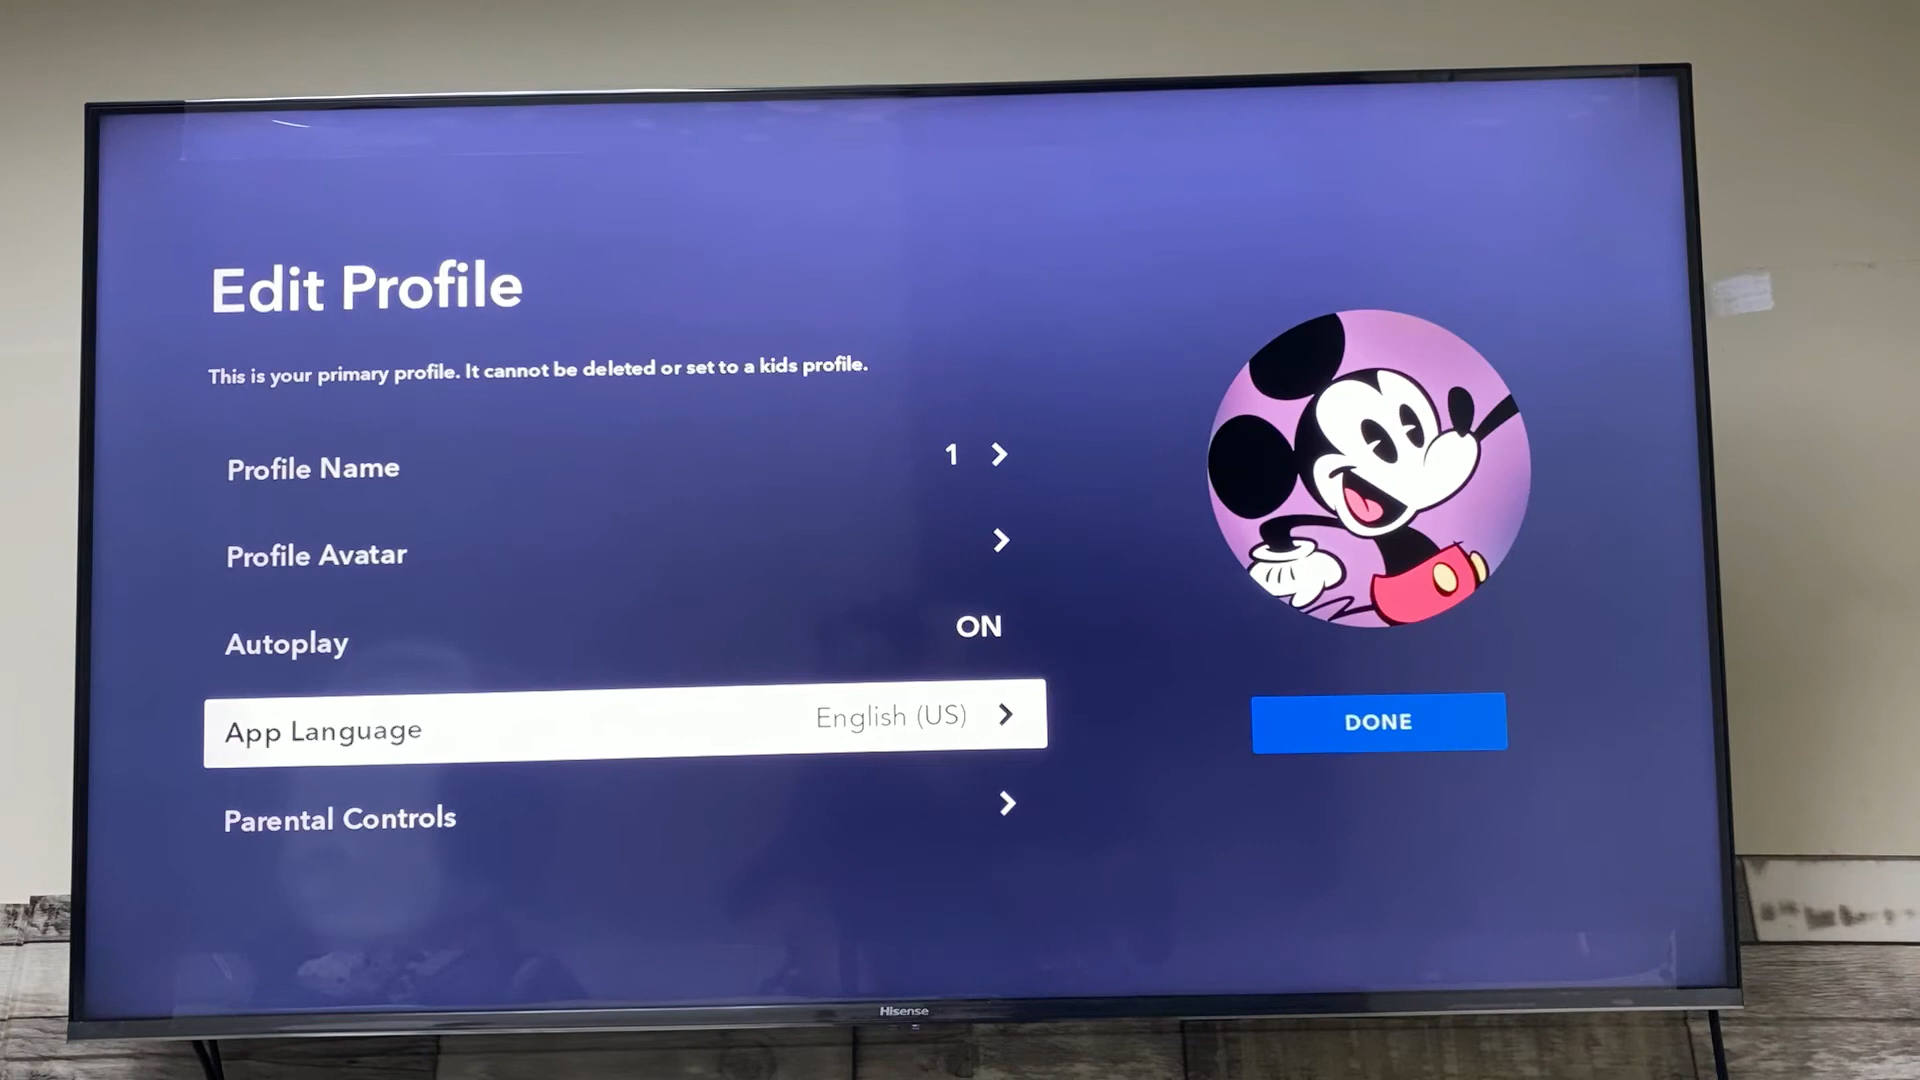 Edit Profile
This is your primary profile. It cannot be deleted or set to a kids profile.
Profile Name 1
Profile Avatar
Autoplay ON
App Language English (US)
DONE
Parental Controls
Hisense